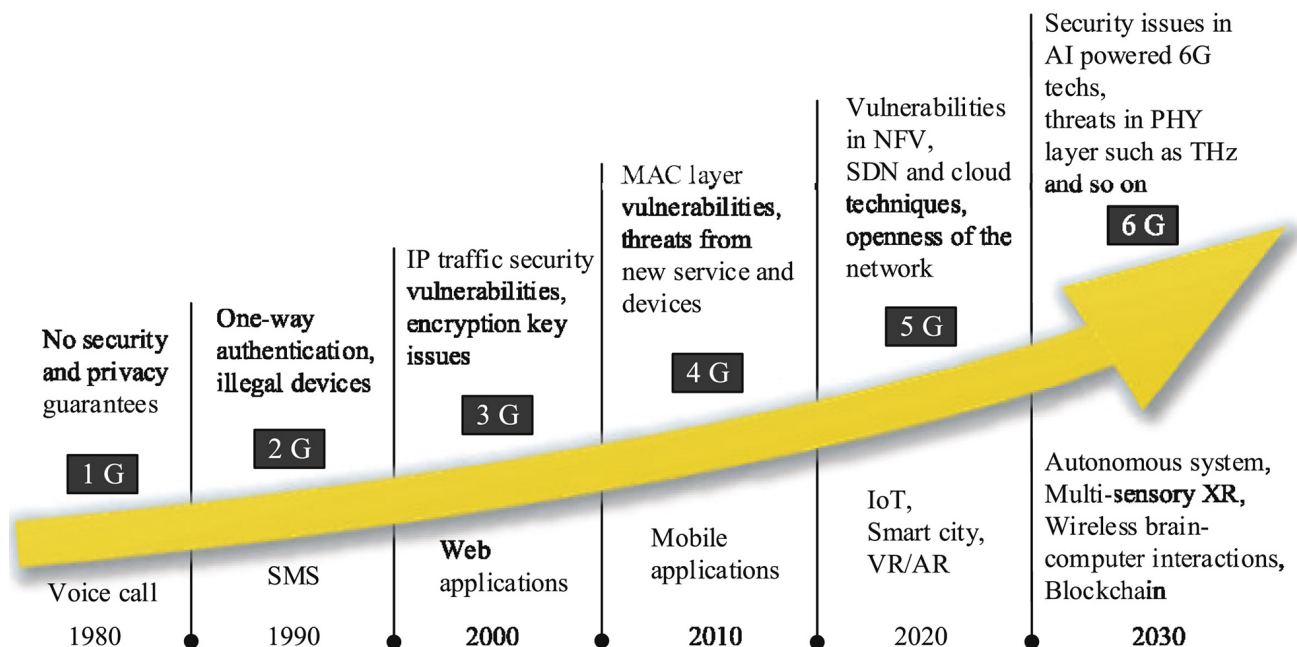 No security
and privacy
guarantees
1 G
Voice call
1980
One-way
authentication,
illegal devices
2 G
SMS
1990
IP traffic security
vulnerabilities,
encryption key
issues
3 G
Web
applications
2000
MAC layer
vulnerabilities,
threats from
new service and
devices
4 G
Mobile
applications
2010
Vulnerabilities
in NFV,
SDN and cloud
techniques,
openness of the
network
5 G
IoT,
Smart city,
VR/AR
2020
Security issues in
AI powered 6G
techs,
threats in PHY
layer such as THz
and so on
6 G
Autonomous system,
Multi-sensory XR,
Wireless brain-
computer interactions,
Blockchain
2030